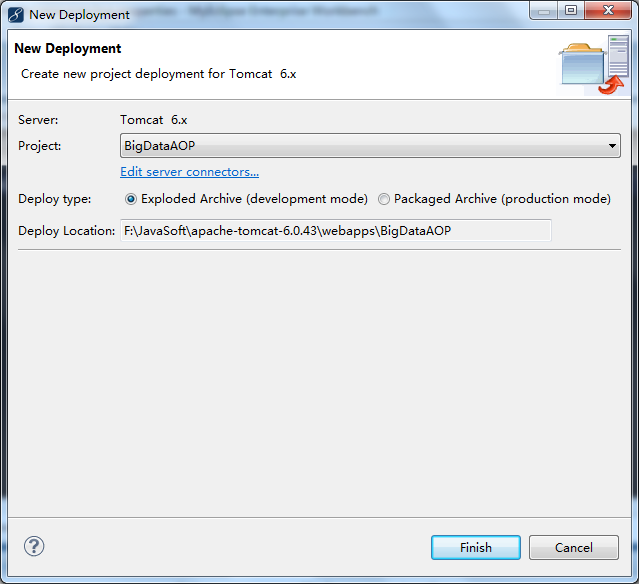 New Deployment
New Deployment
Create new project deployment for Tomcat 6.x
Server: Tomcat 6.x
Project: BigDataAOP
Edit server connectors...
Deploy type: Exploded Archive (development mode) Packaged Archive (production mode)
Deploy Location: F:\JavaSoft\apache-tomcat-6.0.43\webapps\BigDataAOP
?
Finish Cancel